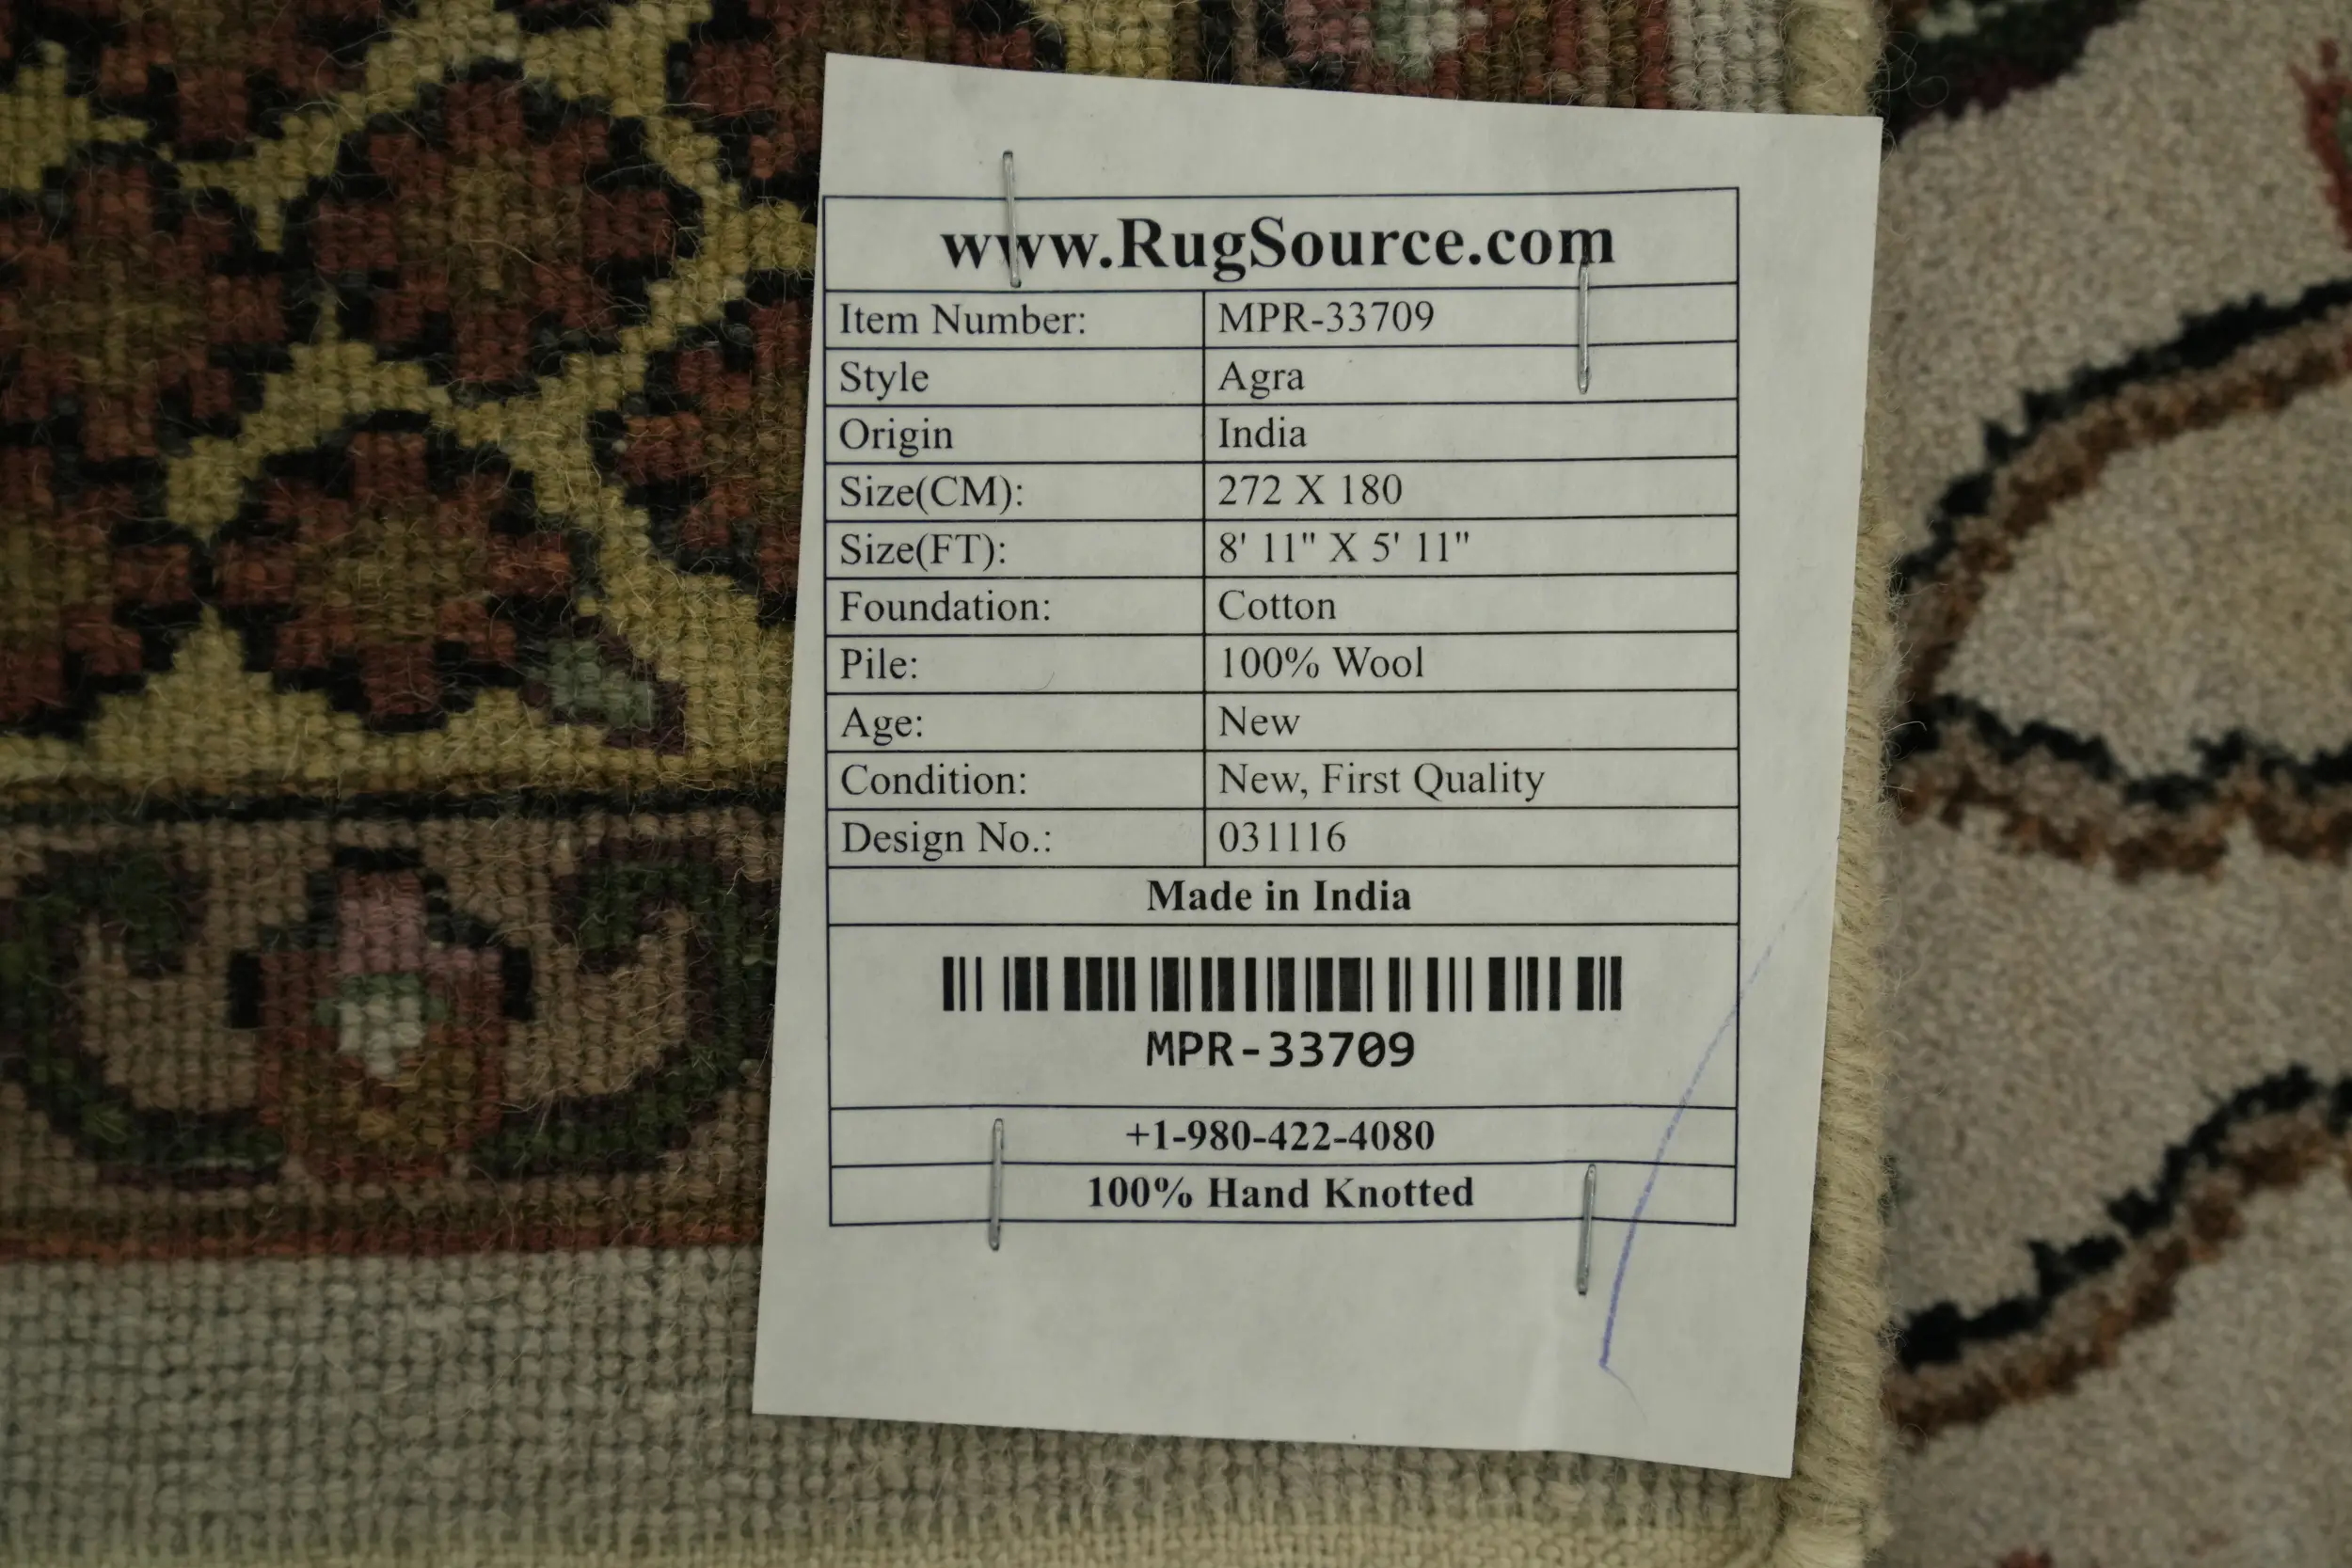 www.RugSource.com
Item Number: MPR-33709
Style Agra
Origin India
Size(CM): 272 X 180
Size(FT): 8' 11" X 5' 11"
Foundation: Cotton
Pile: 100% Wool
Age: New
Condition: New, First Quality
Design No.: 031116
Made in India
MPR-33709
+1-980-422-4080
100% Hand Knotted